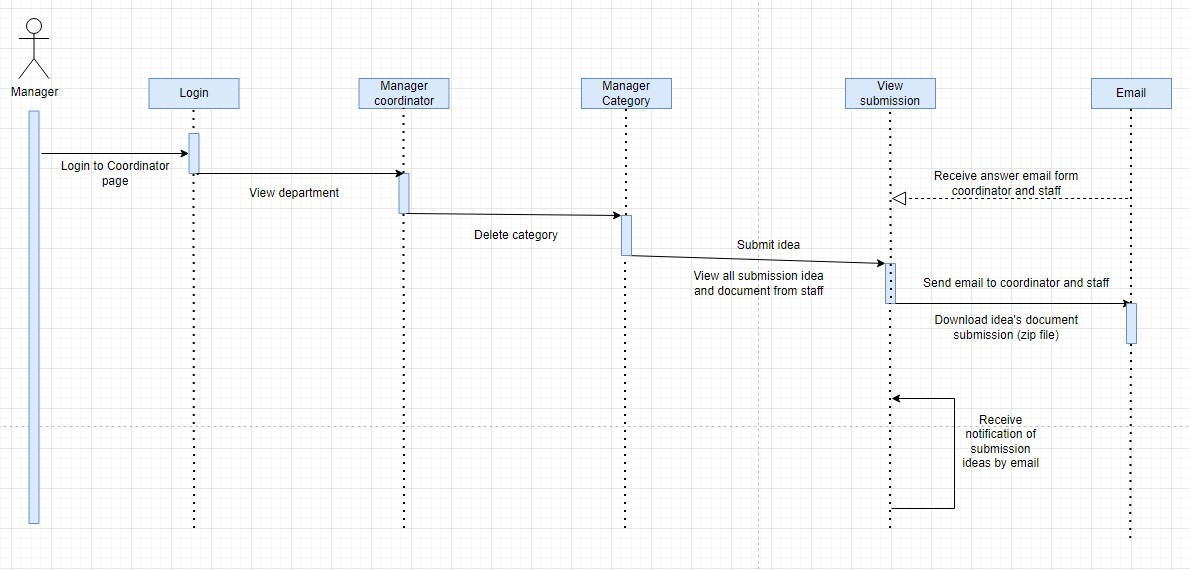 Manager
Login
Manager
coordinator
Manager
Category
View
submission
Email
Login to Coordinator
page
View department
Receive answer email form
coordinator and staff
Delete category
Submit idea
View all submission idea
and document from staff
Send email to coordinator and staff
Download idea's document
submission (zip file)
Receive
notification of
submission
ideas by email